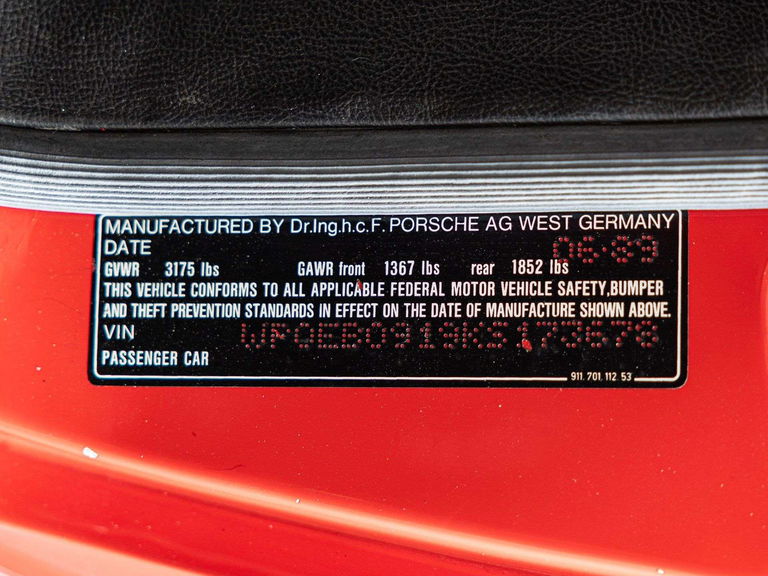 MANUFACTURED BY Dr.Ing.h.c.F. PORSCHE AG WEST GERMANY
DATE 06-89
GVWR 3175 lbs GAWR front 1367 lbs rear 1852 lbs
THIS VEHICLE CONFORMS TO ALL APPLICABLE FEDERAL MOTOR VEHICLE SAFETY,BUMPER
AND THEFT PREVENTION STANDARDS IN EFFECT ON THE DATE OF MANUFACTURE SHOWN ABOVE.
VIN WP0EB0919KS173678
PASSENGER CAR
911. 701. 112. 53